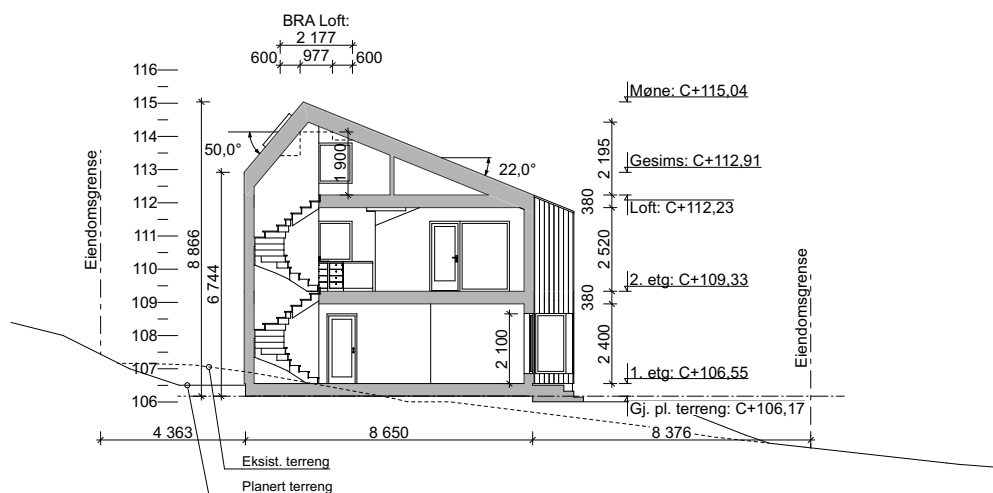 BRA Loft:
2 177
600 977 600
116
115
114
113
112
111
110
109
108
107
106
Eiendomsgrense
8 866
6 744
50,0°
1 900
22,0°
2 100
Møne: C+115,04
2 195
Gesims: C+112,91
380
Loft: C+112,23
2 520
2. etg: C+109,33
380
2 400
1. etg: C+106,55
Gj. pl. terreng: C+106,17
Eiendomsgrense
4 363 8 650 8 376
Eksist. terreng
Planert terreng